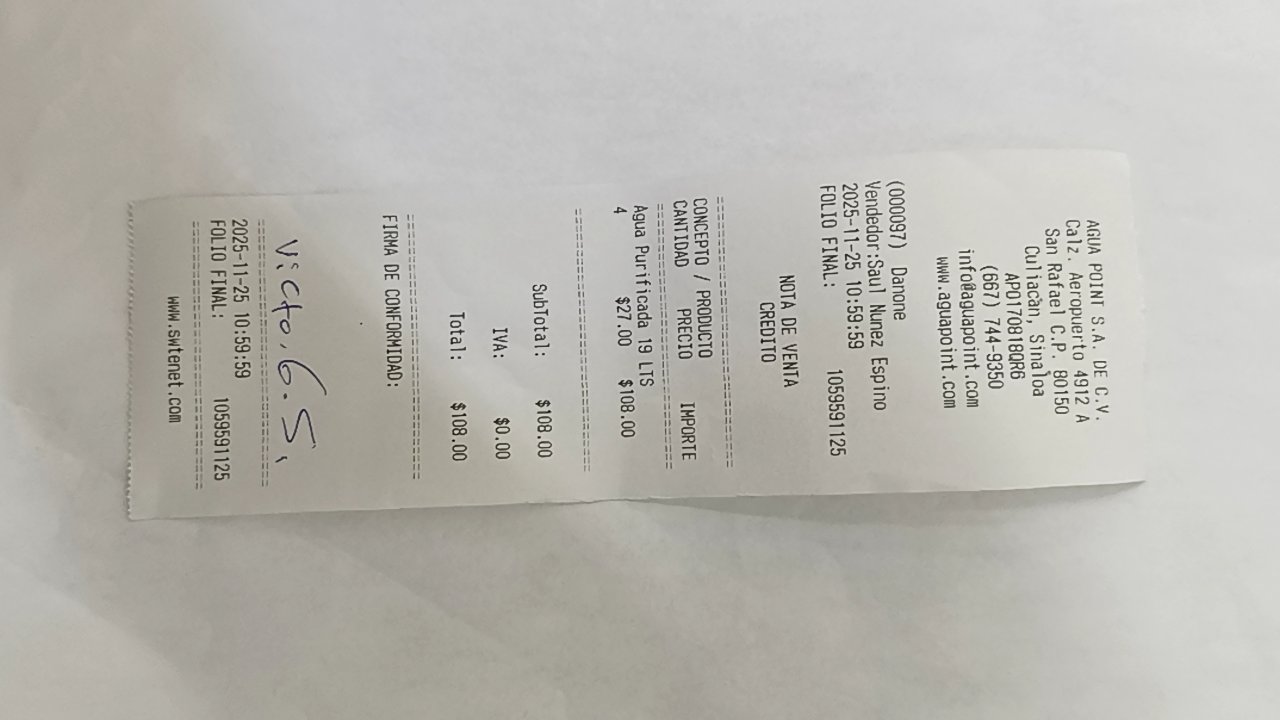 AGUA POINT S.A. DE C.V.
Calz. Aeropuerto 4912 A
San Rafael C.P. 80150
Culiacãn, Sinaloa
APO170818QR6
(667) 744-9350
info@aguapoint.com
www.aguapoint.com
(000097) Danone
Vendedor:Saul Nunez Espino
2025-11-25 10:59:59
FOLIO FINAL: 1059591125
NOTA DE VENTA
CREDITO
CONCEPTO / PRODUCTO
CANTIDAD PRECIO IMPORTE
Agua Purificada 19 LTS
4 $27.00 $108.00
SubTotal: $108.00
IVA: $0.00
Total: $108.00
FIRMA DE CONFORMIDAD:
Victo, G. S,
2025-11-25 10:59:59
FOLIO FINAL: 1059591125
www.swtenet.com